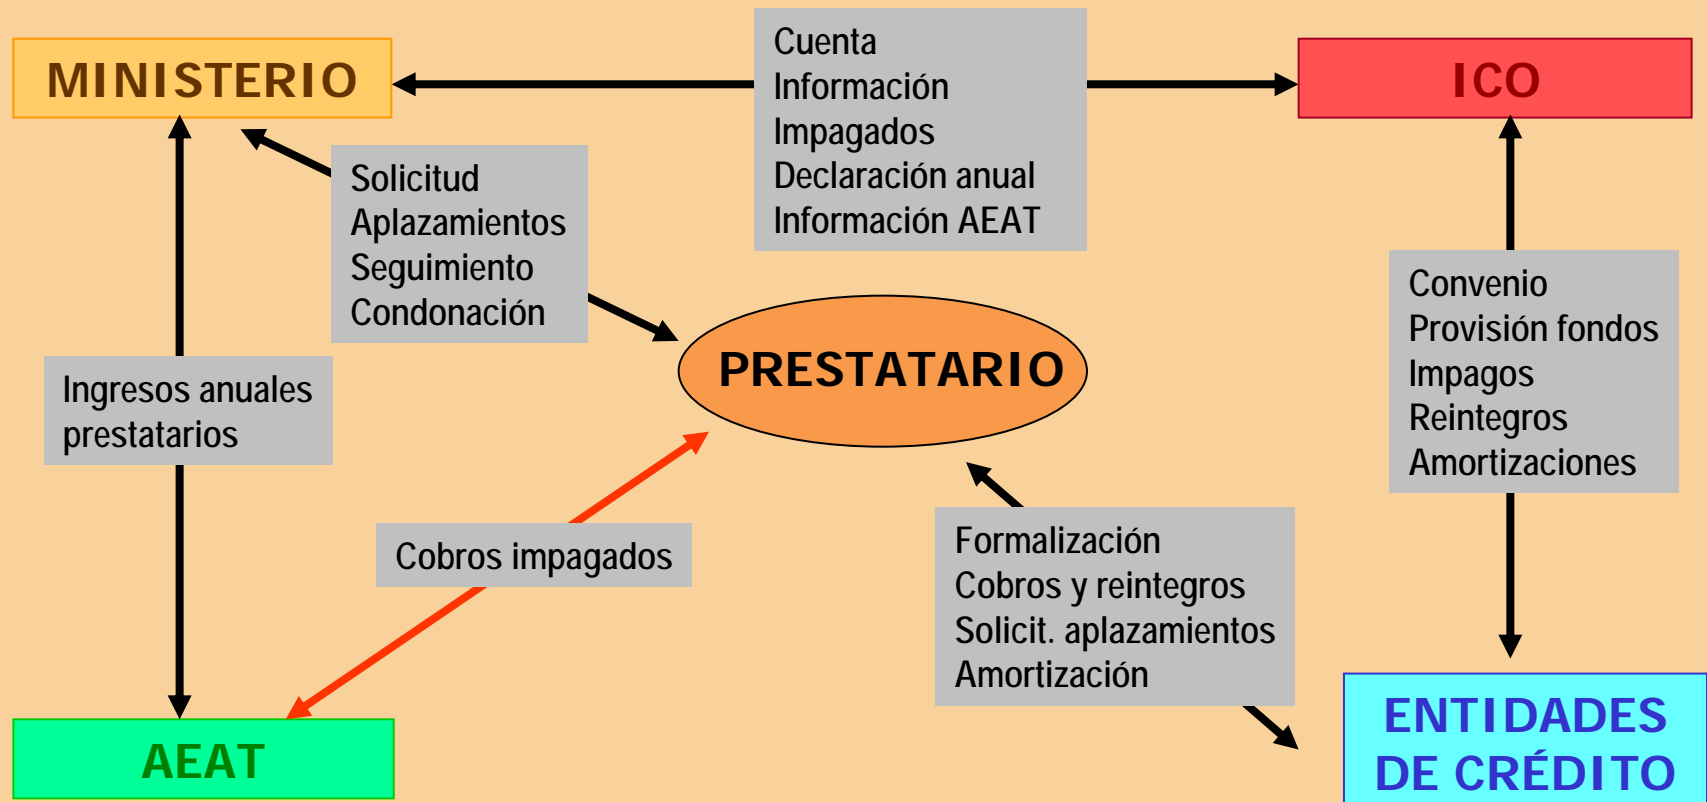 MINISTERIO
Cuenta
Información
Impagados
Declaración anual
Información AEAT
ICO
Solicitud
Aplazamientos
Seguimiento
Condonación
Convenio
Provisión fondos
Impagos
Reintegros
Amortizaciones
PRESTATARIO
Ingresos anuales
prestatarios
Cobros impagados
Formalización
Cobros y reintegros
Solicit. aplazamientos
Amortización
AEAT
ENTIDADES
DE CRÉDITO